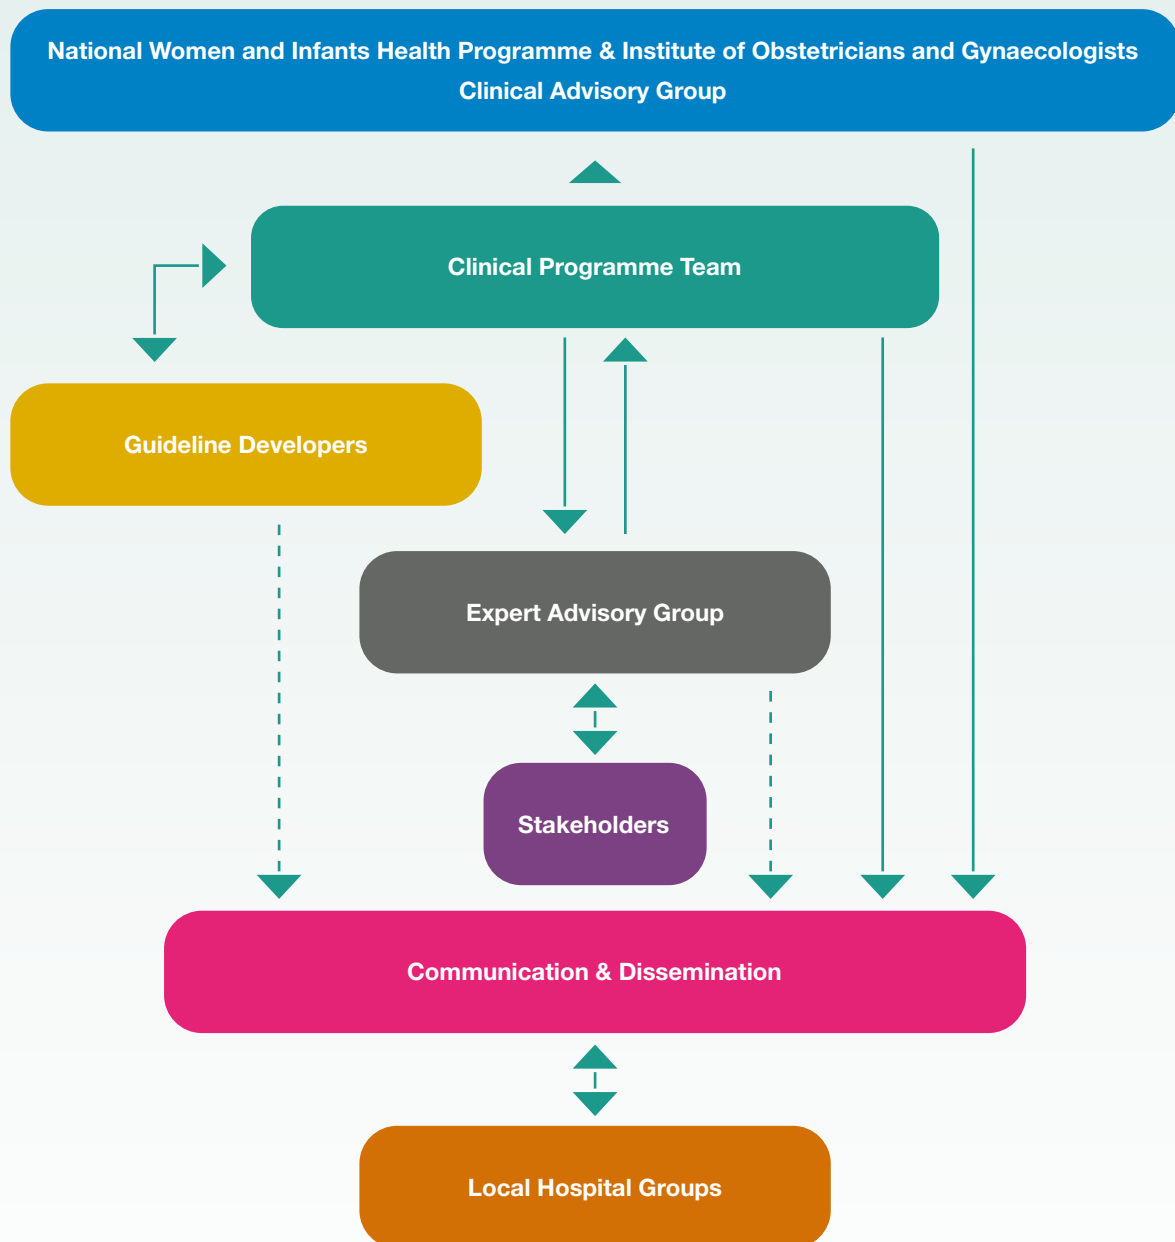 National Women and Infants Health Programme & Institute of Obstetricians and Gynaecologists
Clinical Advisory Group
Clinical Programme Team
Guideline Developers
Expert Advisory Group
Stakeholders
Communication & Dissemination
Local Hospital Groups